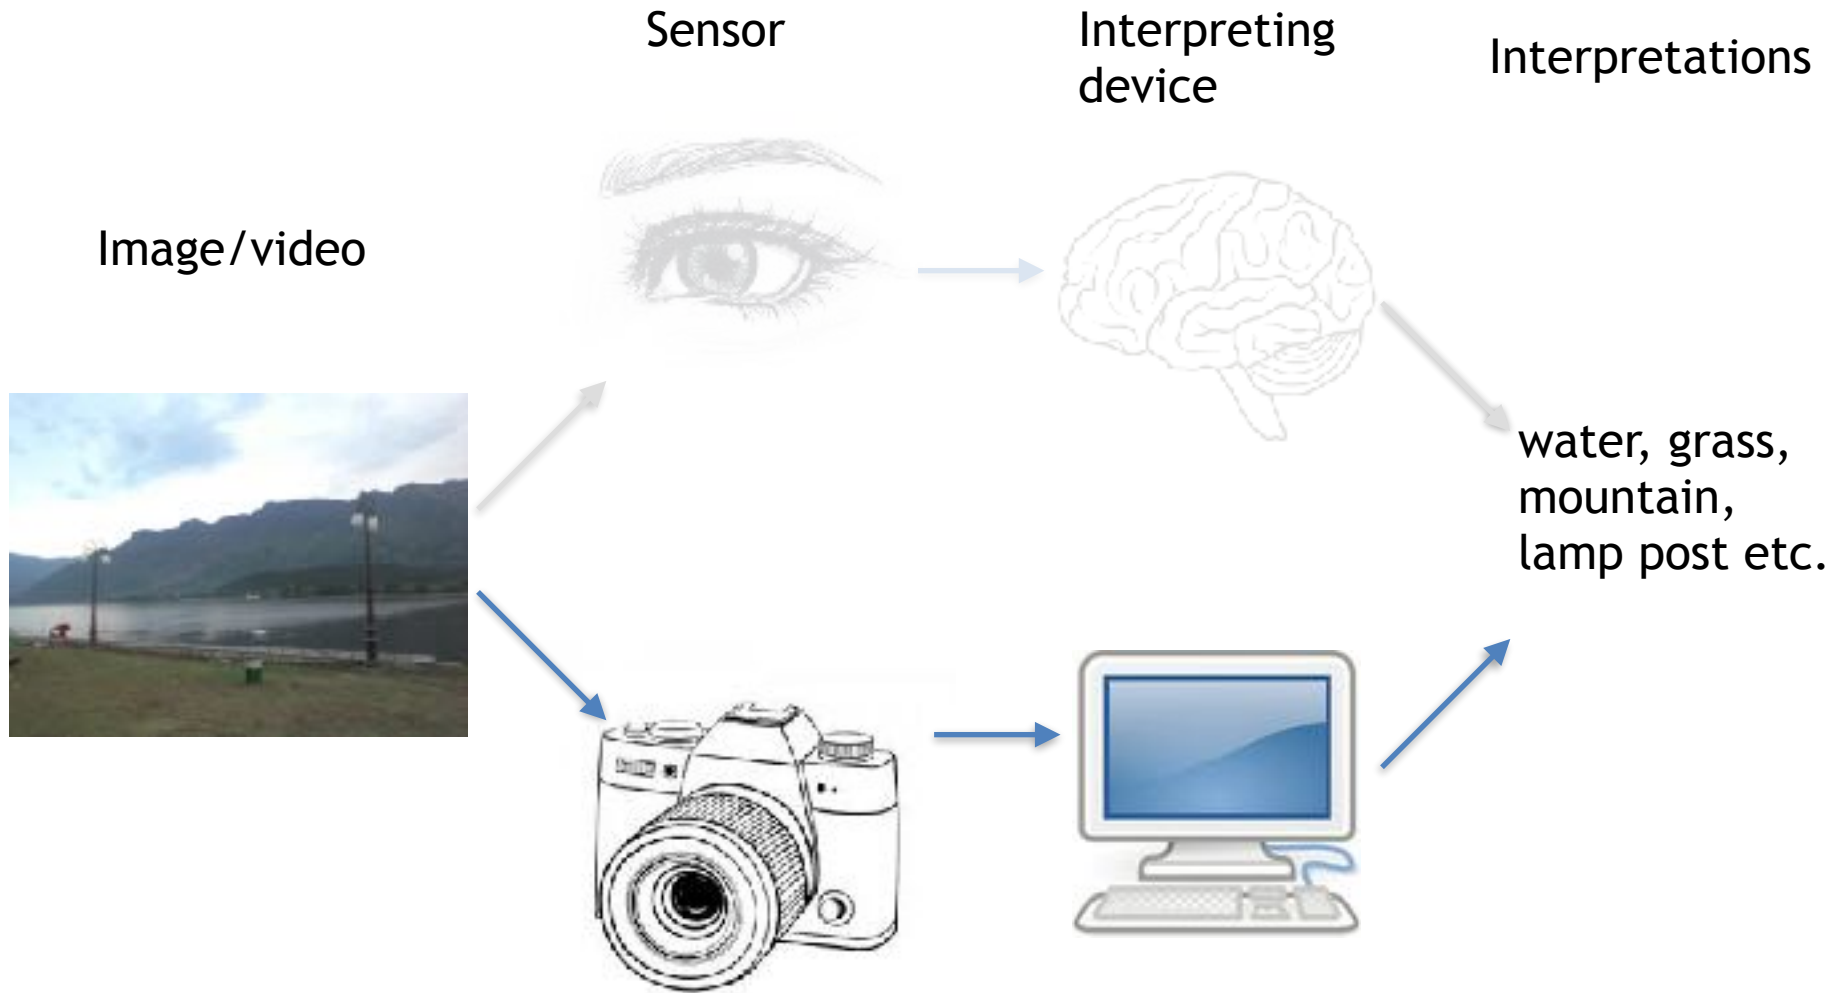 Sensor
Interpreting
device
Interpretations
Image/video
water, grass,
mountain,
lamp post etc.